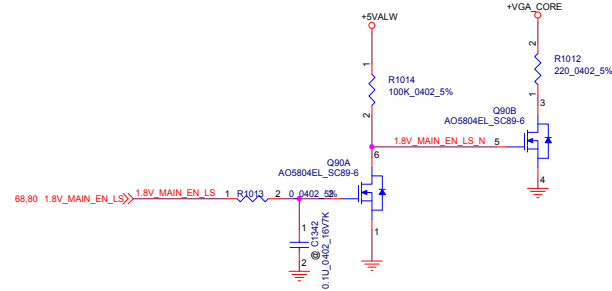 +VGA_CORE
+5VALW
2
R1012
220_0402_5%
1
1
R1014
100K_0402_5%
2
3
Q90B
AO5804EL_SC89-6
1.8V_MAIN_EN_LS_N
5
4
6
Q90A
AO5804EL_SC89-6
68,80 1.8V_MAIN_EN_LS
1.8V_MAIN_EN_LS
1
R1013
2
0_0402_5%
2
1
1
@ C1342
0.1U_0402_16V7K
2